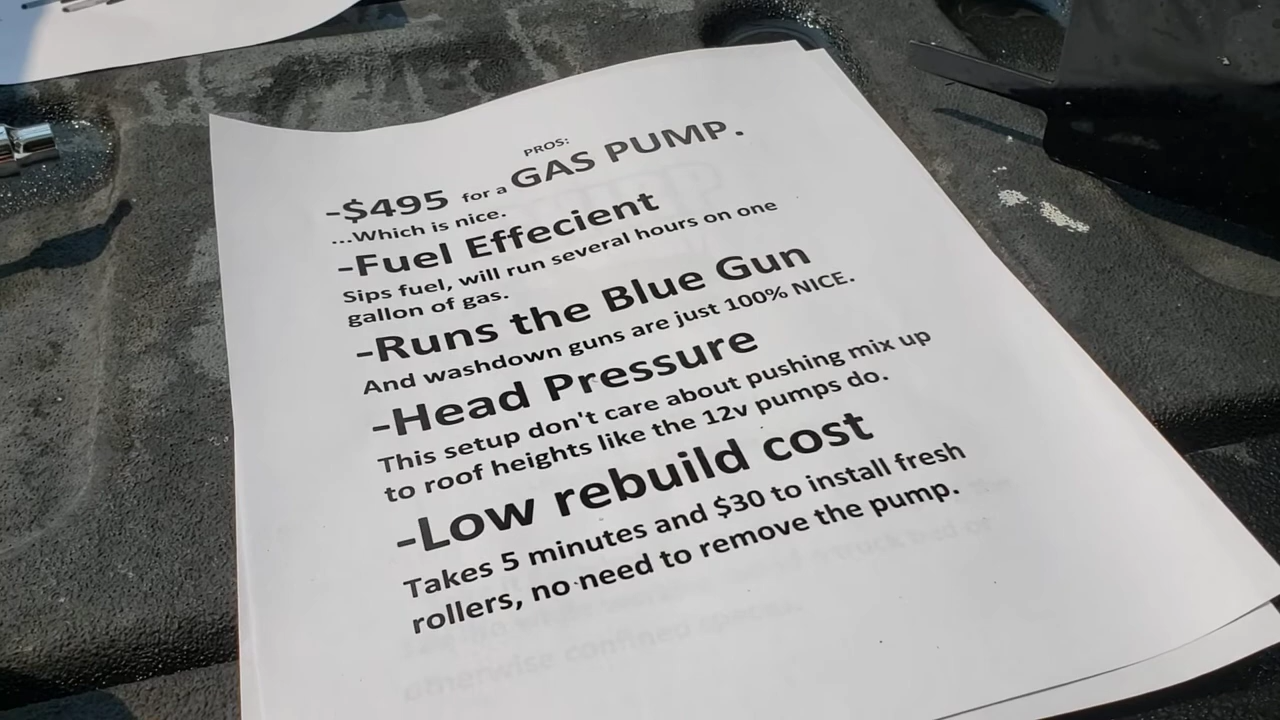 PROS:
-$495 for a GAS PUMP.
...Which is nice.
-Fuel Effecient
Sips fuel, will run several hours on one
gallon of gas.
-Runs the Blue Gun
And washdown guns are just 100% NICE.
-Head Pressure
This setup don't care about pushing mix up
to roof heights like the 12v pumps do.
-Low rebuild cost
Takes 5 minutes and $30 to install fresh
rollers, no need to remove the pump.